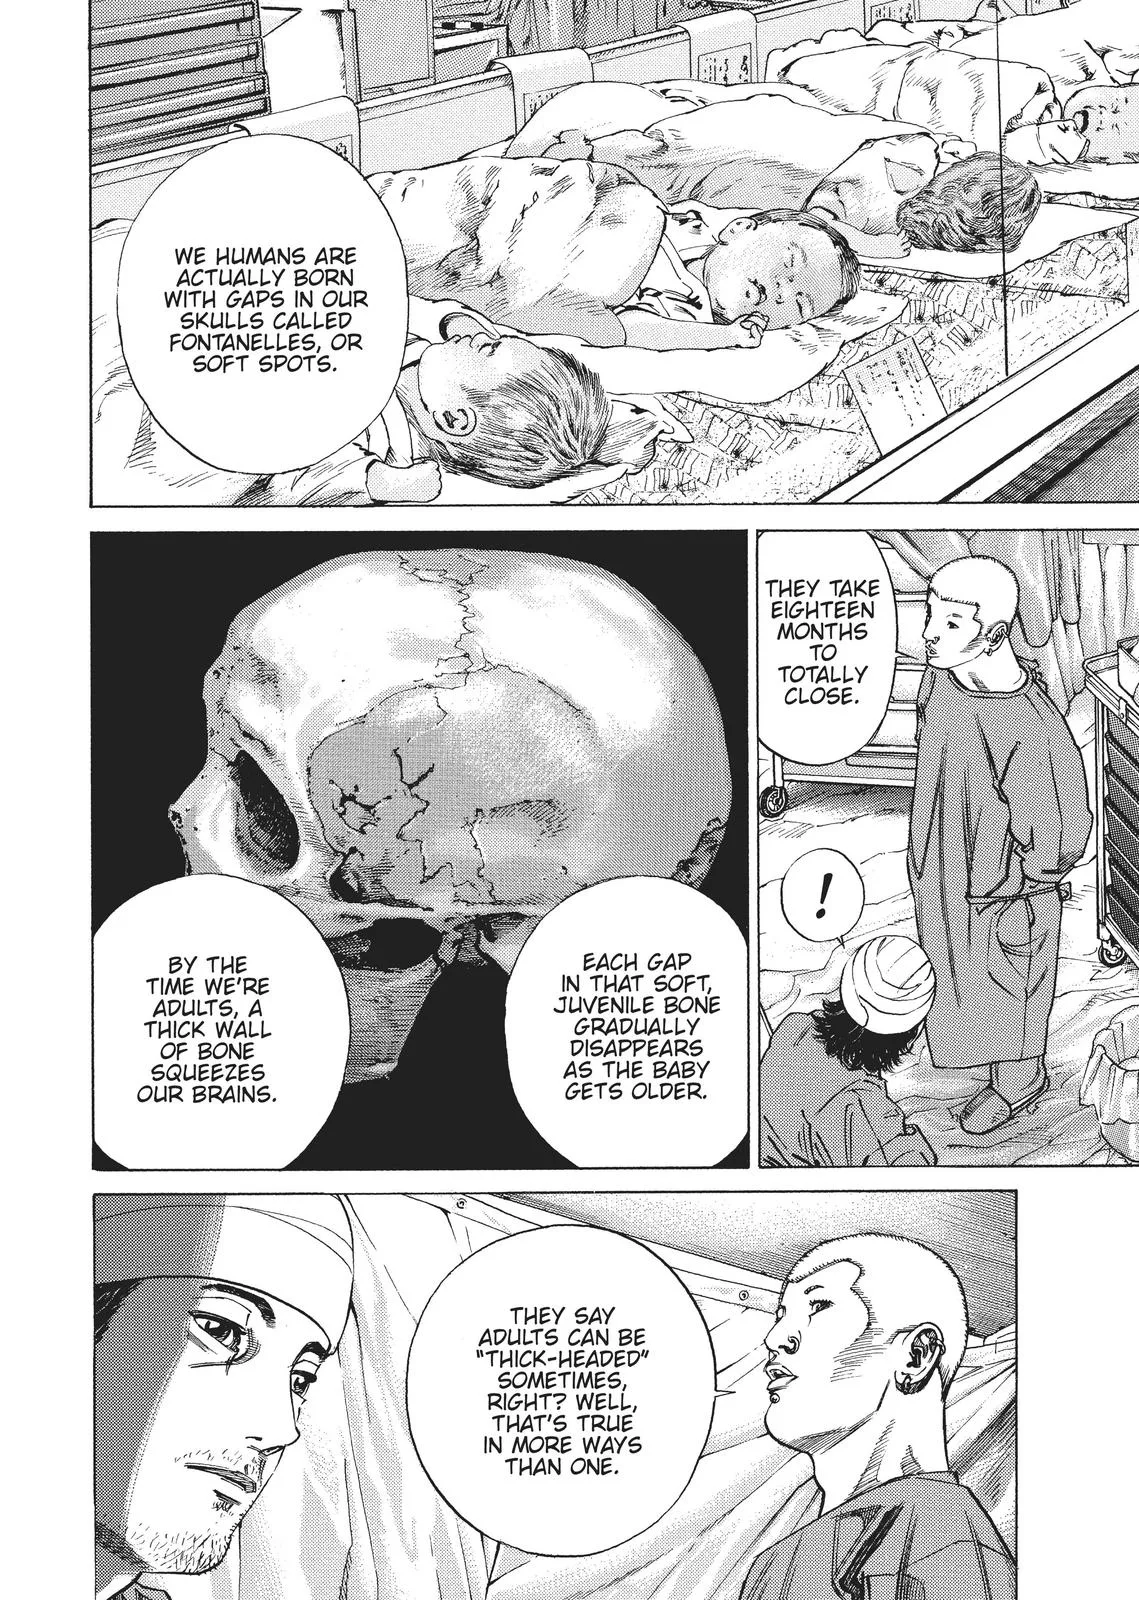 WE HUMANS ARE
ACTUALLY BORN
WITH GAPS IN OUR
SKULLS CALLED
FONTANELLES, OR
SOFT SPOTS.
THEY TAKE
EIGHTEEN
MONTHS
TO
TOTALLY
CLOSE.
!
EACH GAP
IN THAT SOFT,
JUVENILE BONE
GRADUALLY
DISAPPEARS
AS THE BABY
GETS OLDER.
BY THE
TIME WE'RE
ADULTS, A
THICK WALL
OF BONE
SQUEEZES
OUR BRAINS.
THEY SAY
ADULTS CAN BE
"THICK-HEADED"
SOMETIMES,
RIGHT? WELL,
THAT'S TRUE
IN MORE WAYS
THAN ONE.